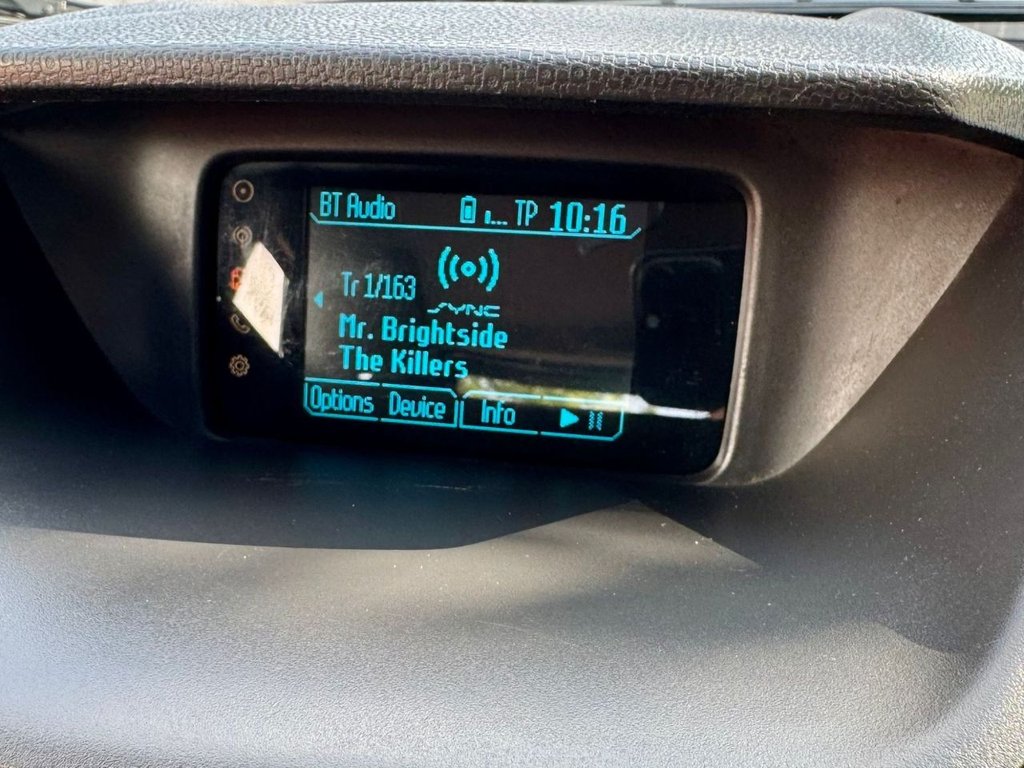 BT Audio TP 10:16
Tr 1/163
SYNC
Mr. Brightside
The Killers
Options Device Info